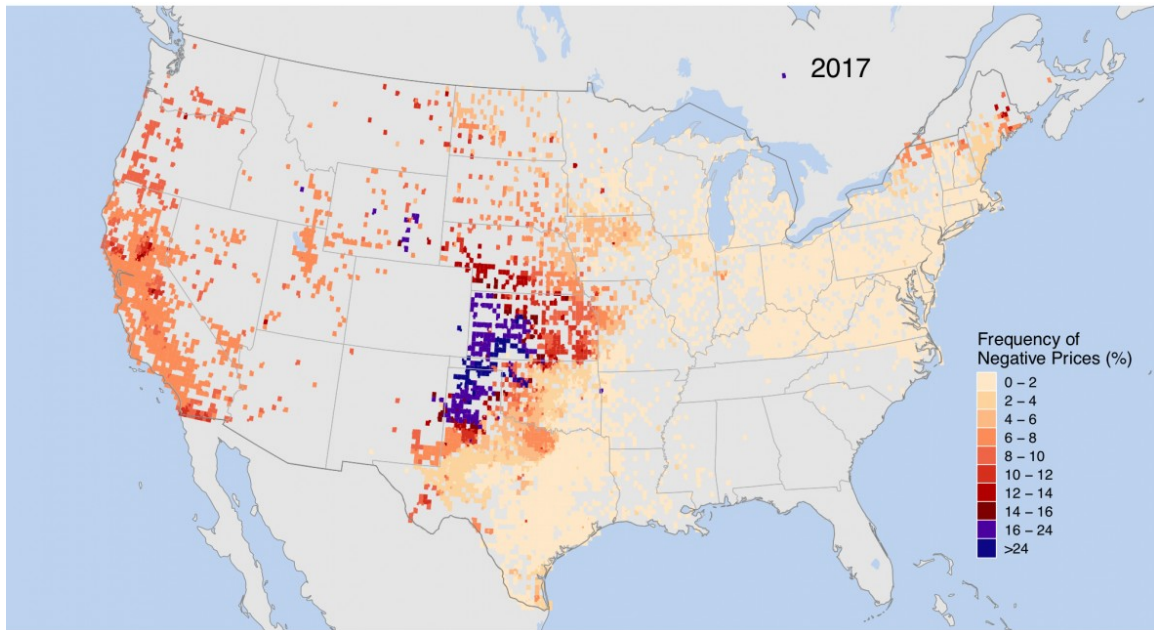 2017
Frequency of
Negative Prices (%)
0 – 2
2 – 4
4 – 6
6 – 8
8 – 10
10 – 12
12 – 14
14 – 16
16 – 24
>24